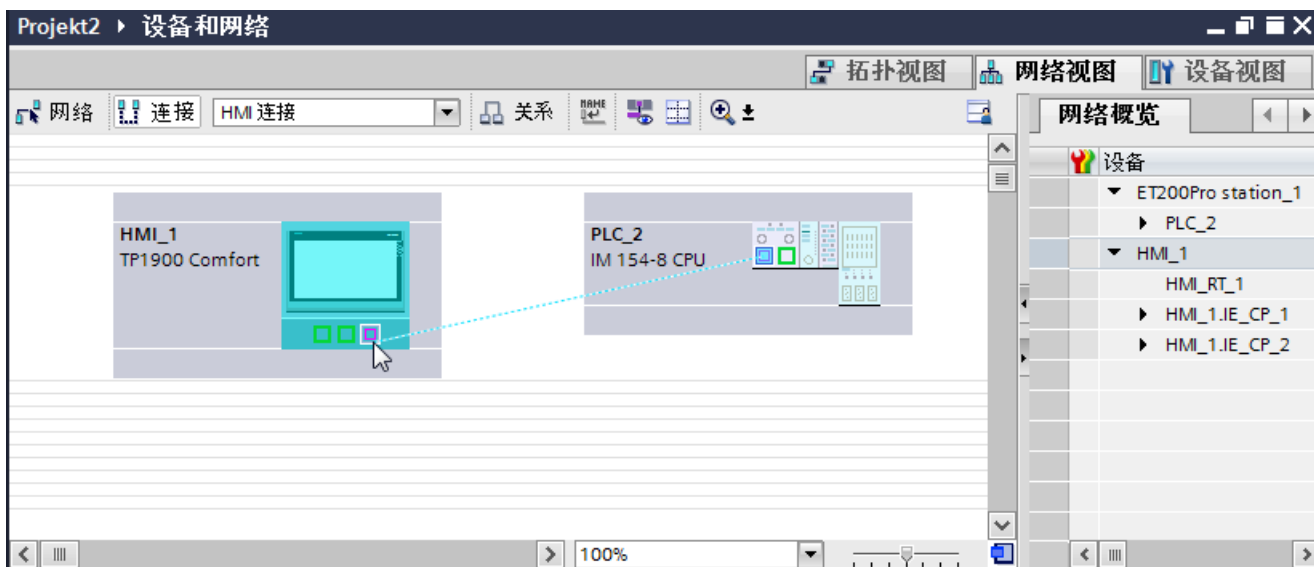 Projekt2 ▸ 设备和网络
拓扑视图 网络视图 设备视图
网络 连接 HMI 连接 关系 NAME 网络概览
设备
ET200Pro station_1
PLC_2
HMI_1
HMI_RT_1
HMI_1.IE_CP_1
HMI_1.IE_CP_2
HMI_1
TP1900 Comfort
PLC_2
IM 154-8 CPU
100%